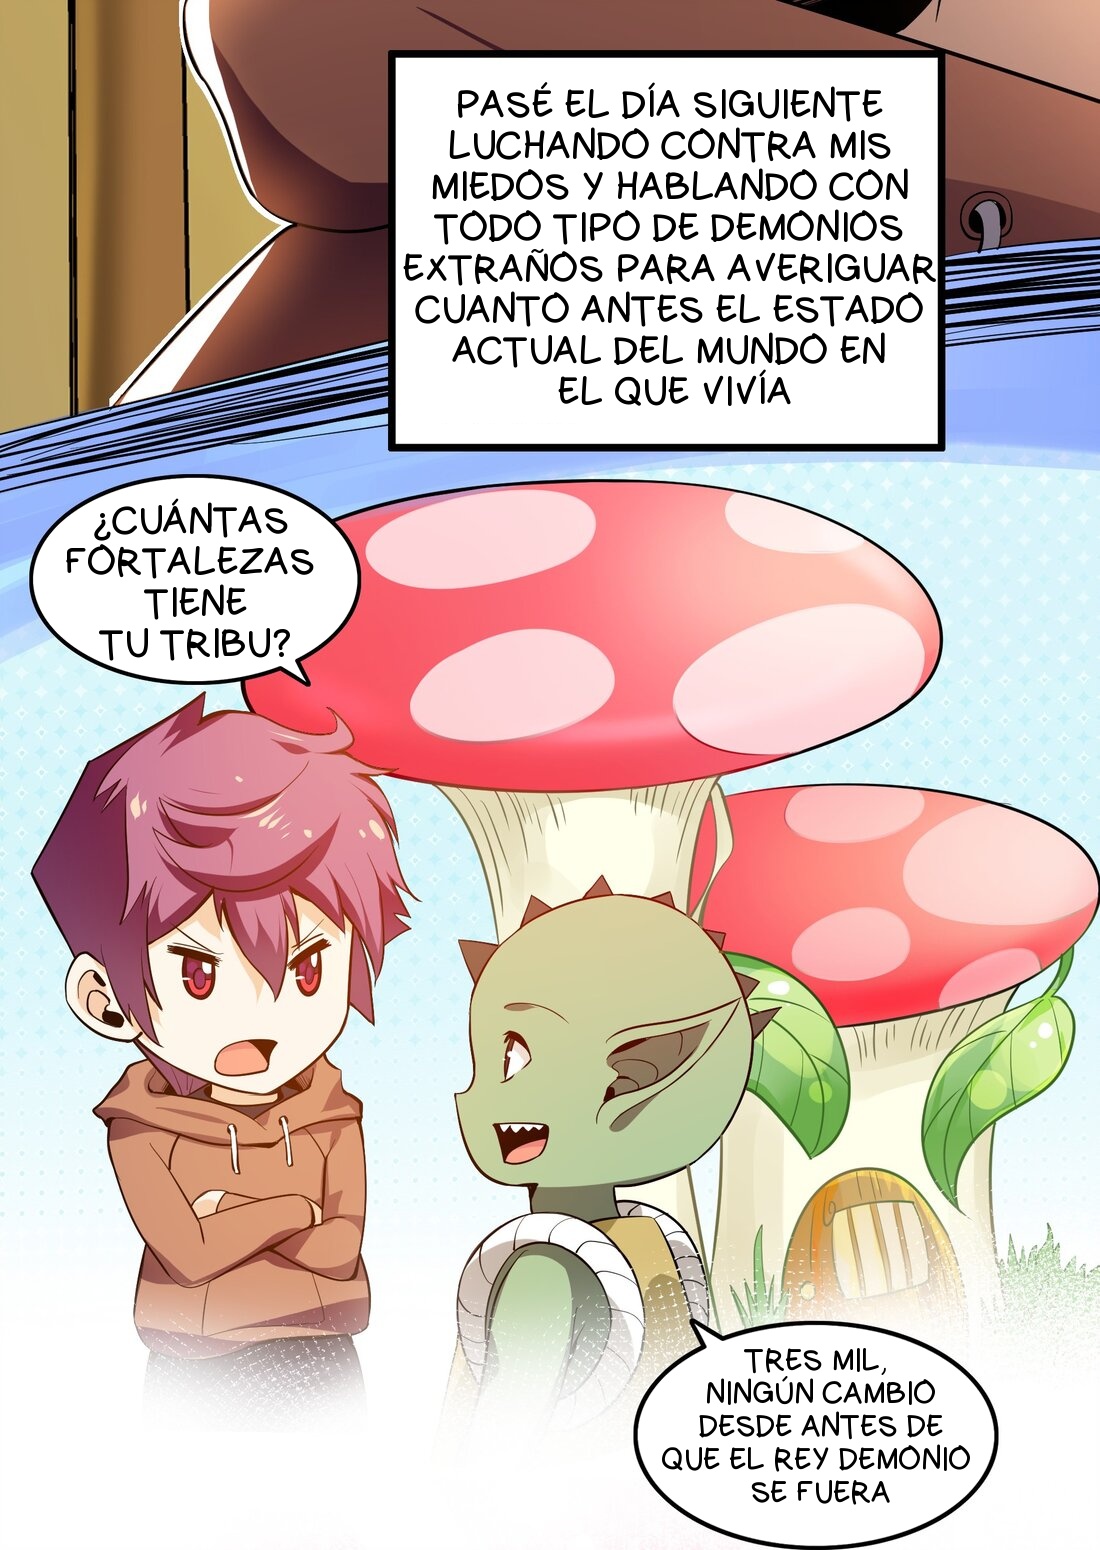 PASÉ EL DÍA SIGUIENTE
LUCHANDO CONTRA MIS
MIEDOS Y HABLANDO CON
TODO TIPO DE DEMONIOS
EXTRAÑOS PARA AVERIGUAR
CUANTO ANTES EL ESTADO
ACTUAL DEL MUNDO EN
EL QUE VIVÍA
¿CUÁNTAS
FORTALEZAS
TIENE
TU TRIBU?
TRES MIL,
NINGÚN CAMBIO
DESDE ANTES DE
QUE EL REY DEMONIO
SE FUERA